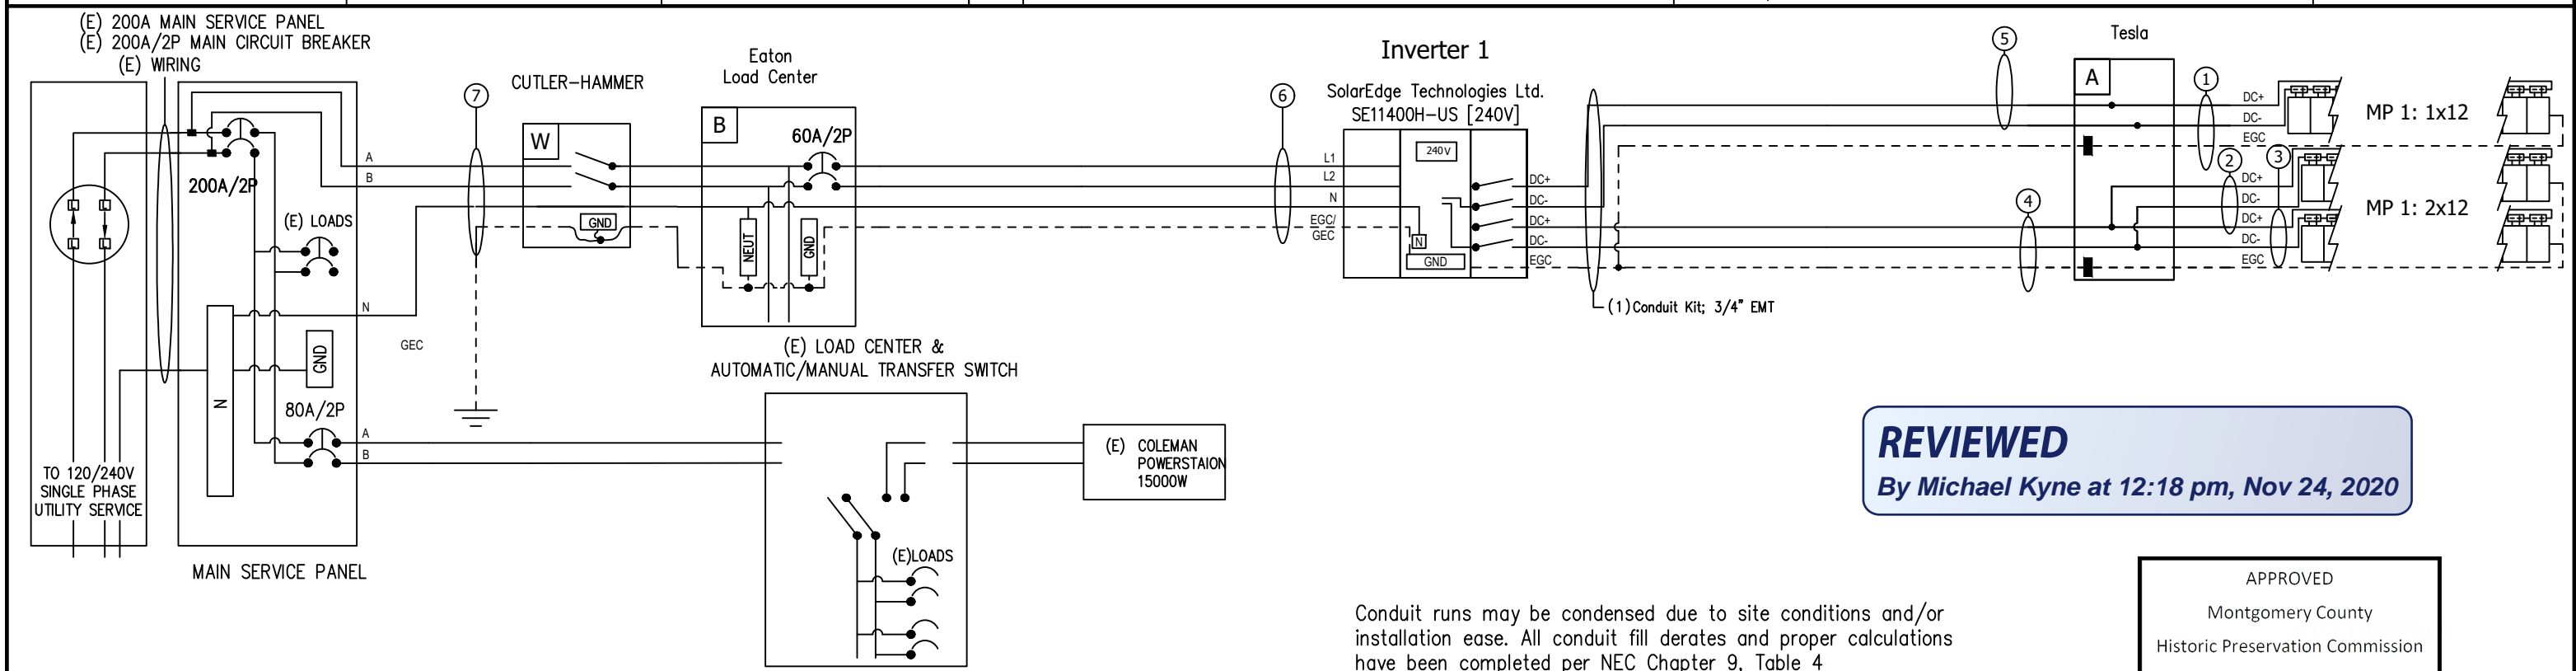 (E) 200A MAIN SERVICE PANEL
(E) 200A/2P MAIN CIRCUIT BREAKER
(E) WIRING
200A/2P
(E) LOADS
A
B
N
GEC
GND
N
80A/2P
A
B
TO 120/240V
SINGLE PHASE
UTILITY SERVICE
MAIN SERVICE PANEL
7
CUTLER-HAMMER
W
GND
Eaton
Load Center
B
60A/2P
NEUT
GND
(E) LOAD CENTER &
AUTOMATIC/MANUAL TRANSFER SWITCH
(E)LOADS
(E) COLEMAN
POWERSTAION
15000W
6
Inverter 1
SolarEdge Technologies Ltd.
SE11400H-US [240V]
L1
L2
N
EGC/
GEC
240V
N
GND
DC+
DC-
DC+
DC-
EGC
(1)Conduit Kit; 3/4" EMT
5
4
Tesla
A
1
2
3
DC+
DC-
EGC
DC+
DC-
DC+
DC-
EGC
MP 1: 1x12
MP 1: 2x12
REVIEWED
By Michael Kyne at 12:18 pm, Nov 24, 2020
Conduit runs may be condensed due to site conditions and/or
installation ease. All conduit fill derates and proper calculations
have been completed per NEC Chapter 9, Table 4
APPROVED
Montgomery County
Historic Preservation Commission